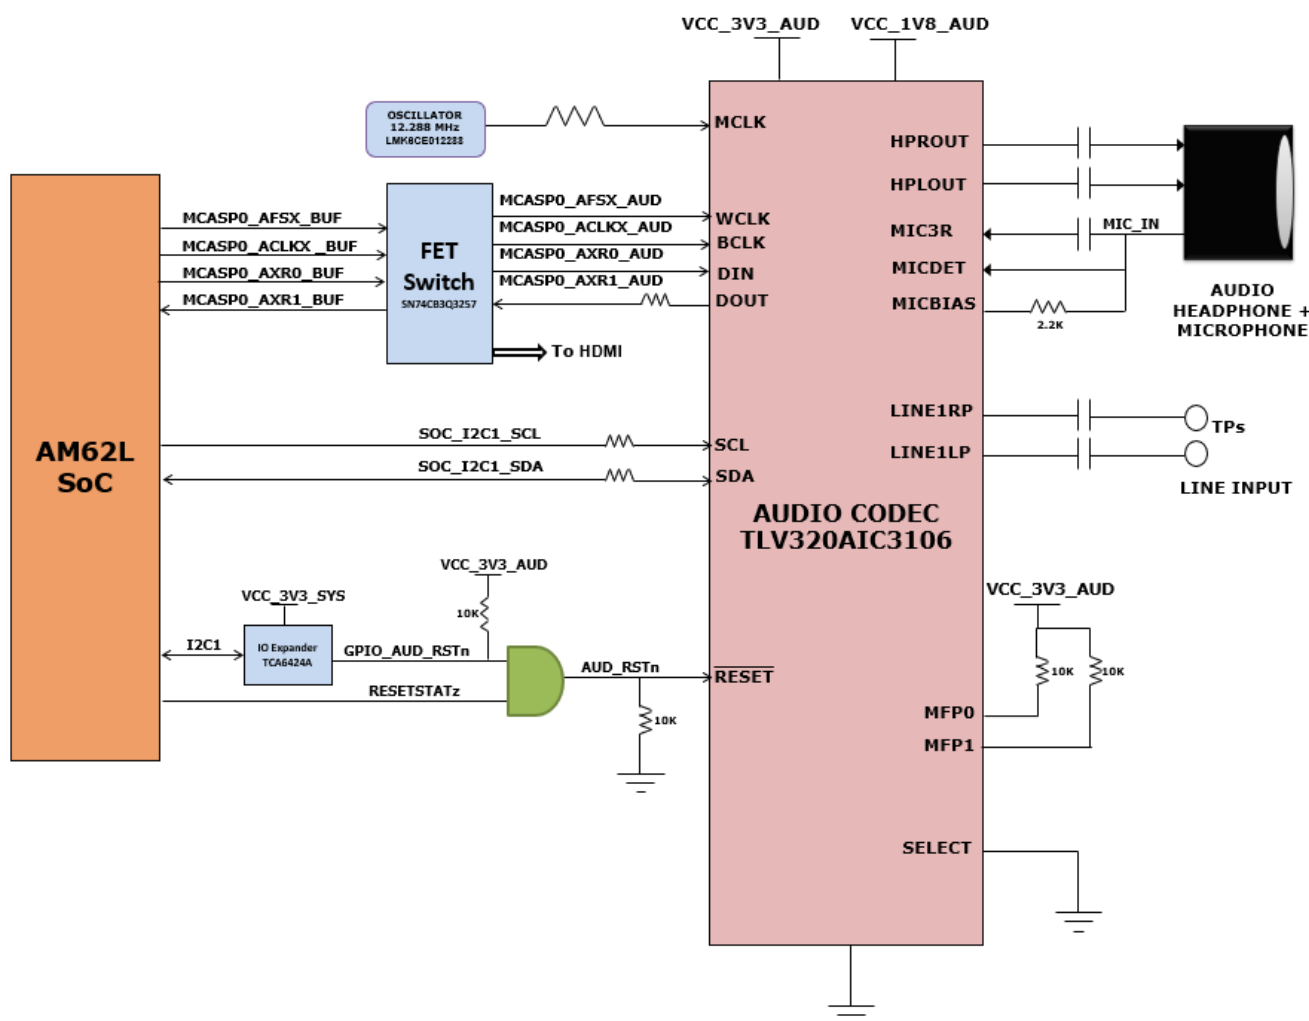 VCC_3V3_AUD
VCC_1V8_AUD
OSCILLATOR
12.288 MHz
LMK6CE012288
MCLK
HPROUT
HPLOUT
MIC3R
MIC_IN
MICDET
MICBIAS
2.2K
AUDIO
HEADPHONE +
MICROPHONE
MCASP0_AFSX_BUF
MCASP0_ACLKX _BUF
MCASP0_AXR0_BUF
MCASP0_AXR1_BUF
FET
Switch
SN74CB3Q3257
MCASP0_AFSX_AUD
MCASP0_ACLKX_AUD
MCASP0_AXR0_AUD
MCASP0_AXR1_AUD
WCLK
BCLK
DIN
DOUT
To HDMI
LINE1RP
LINE1LP
TPs
LINE INPUT
AM62L
SoC
SOC_I2C1_SCL
SOC_I2C1_SDA
SCL
SDA
AUDIO CODEC
TLV320AIC3106
VCC_3V3_AUD
10K
VCC_3V3_SYS
I2C1
IO Expander
TCA6424A
GPIO_AUD_RSTn
RESETSTATz
AUD_RSTn
10K
RESET
VCC_3V3_AUD
10K
10K
MFP0
MFP1
SELECT